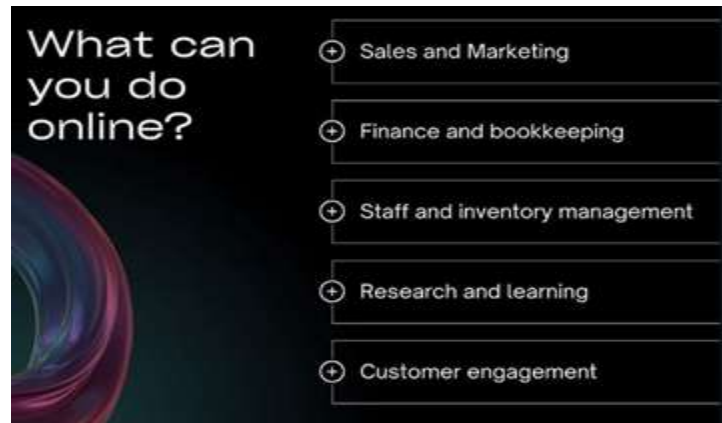 What can
you do
online?
Sales and Marketing
Finance and bookkeeping
Staff and inventory management
Research and learning
Customer engagement